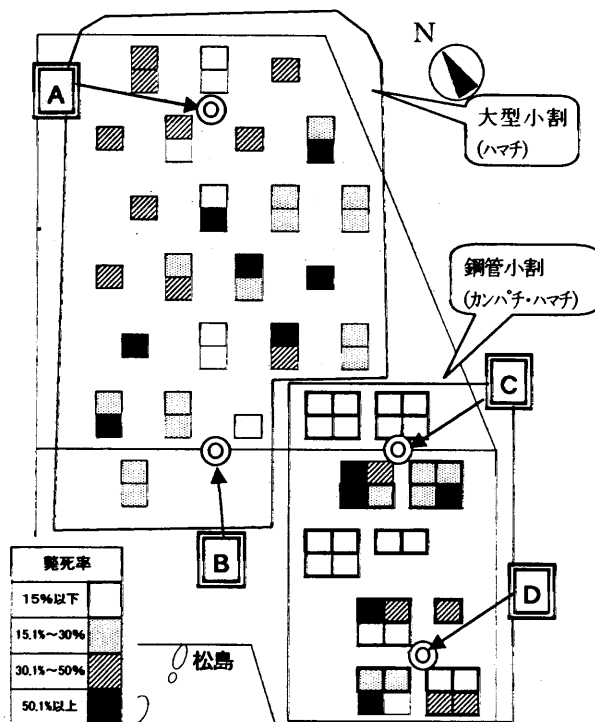 N
A
大型小割
(ハマチ)
鋼管小割
(カンパチ・ハマチ)
C
B
D
斃死率
15%以下
15.1%～30%
30.1%～50%
50.1%以上
松島